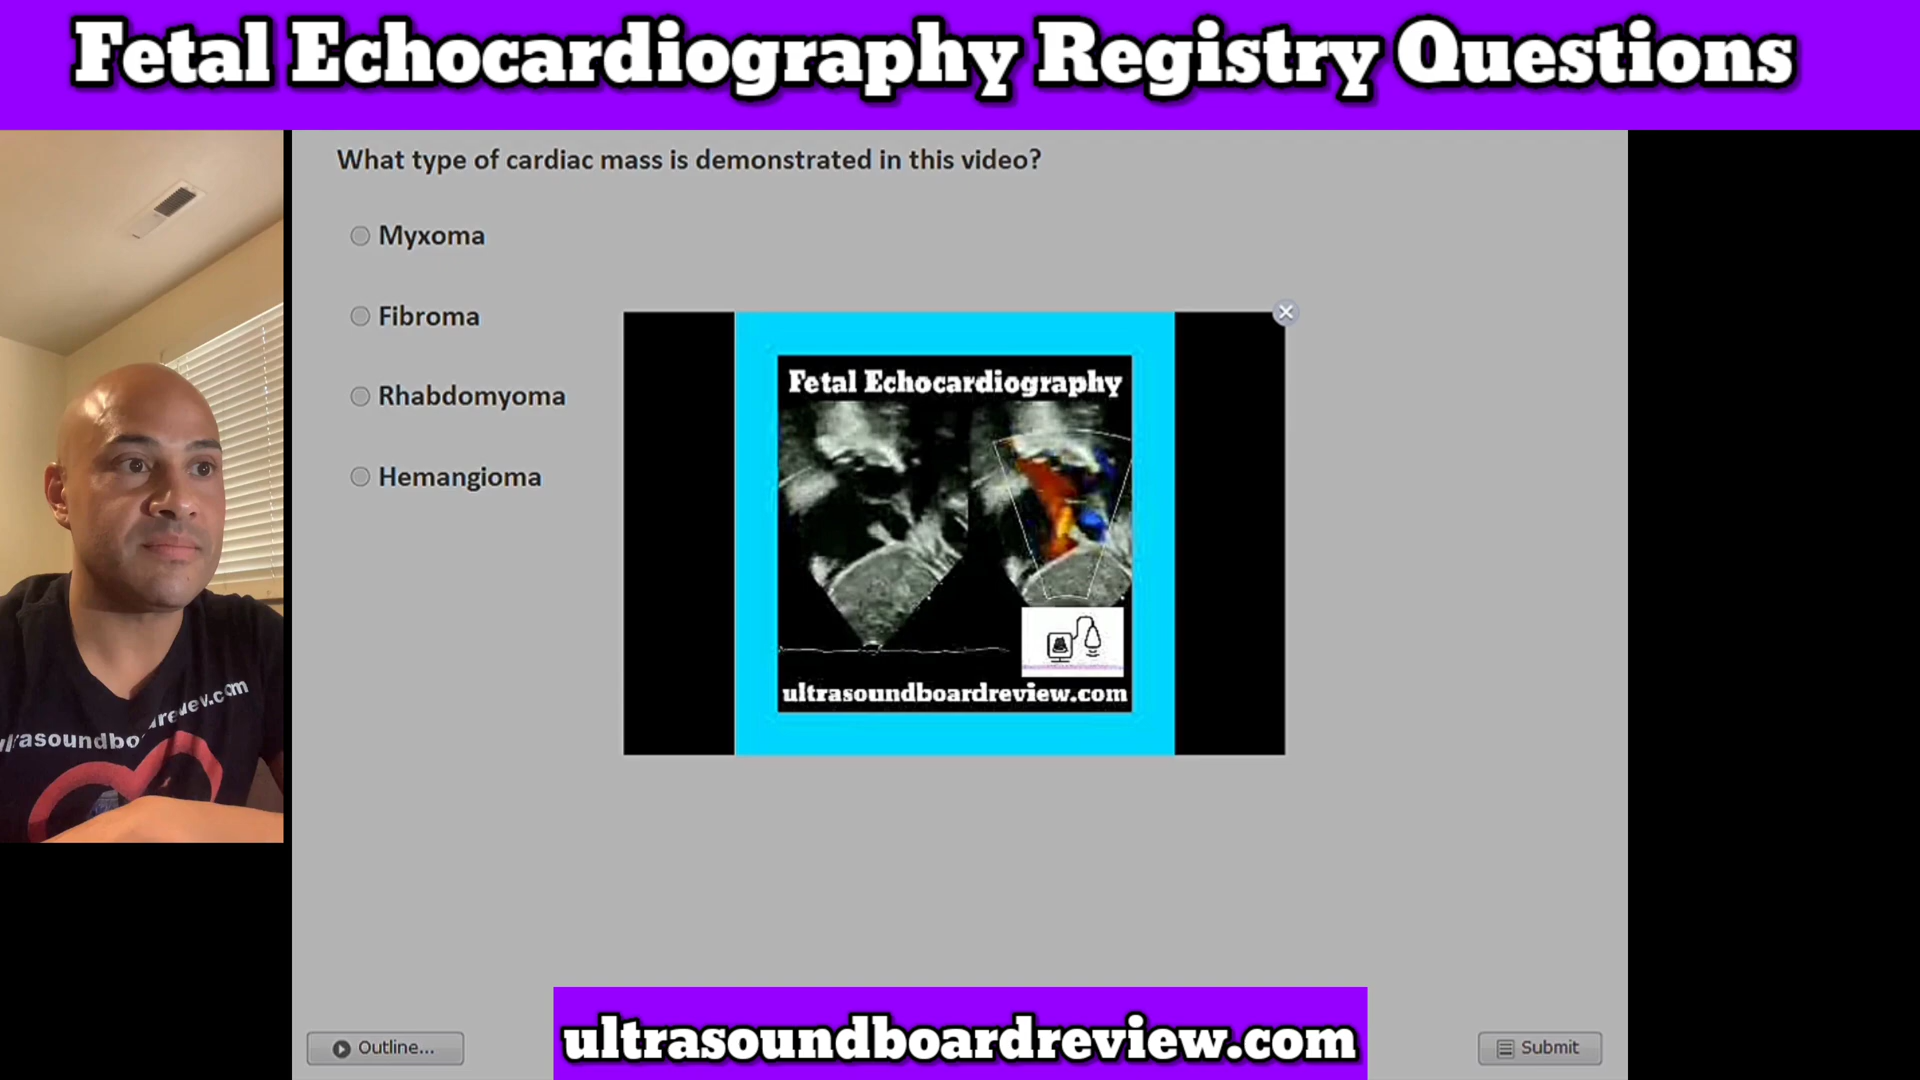 Fetal Echocardiography Registry Questions
What type of cardiac mass is demonstrated in this video?
Myxoma
Fibroma
Rhabdomyoma
Hemangioma
Fetal Echocardiography
ultrasoundboardreview.com
Outline...
ultrasoundboardreview.com
Submit